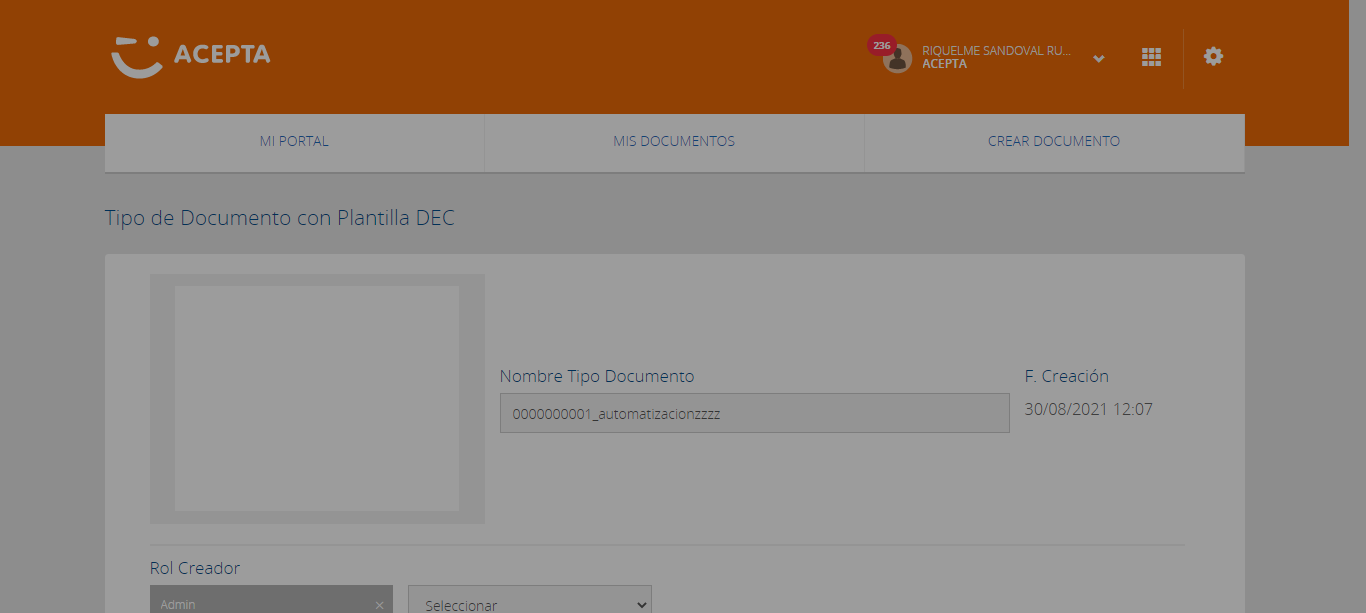 ACEPTA
236
RIQUELME SANDOVAL RU...
ACEPTA
MI PORTAL
MIS DOCUMENTOS
CREAR DOCUMENTO
Tipo de Documento con Plantilla DEC
Nombre Tipo Documento
F. Creación
0000000001_automatizacionzzzz
30/08/2021 12:07
Rol Creador
Admin ×
Seleccionar